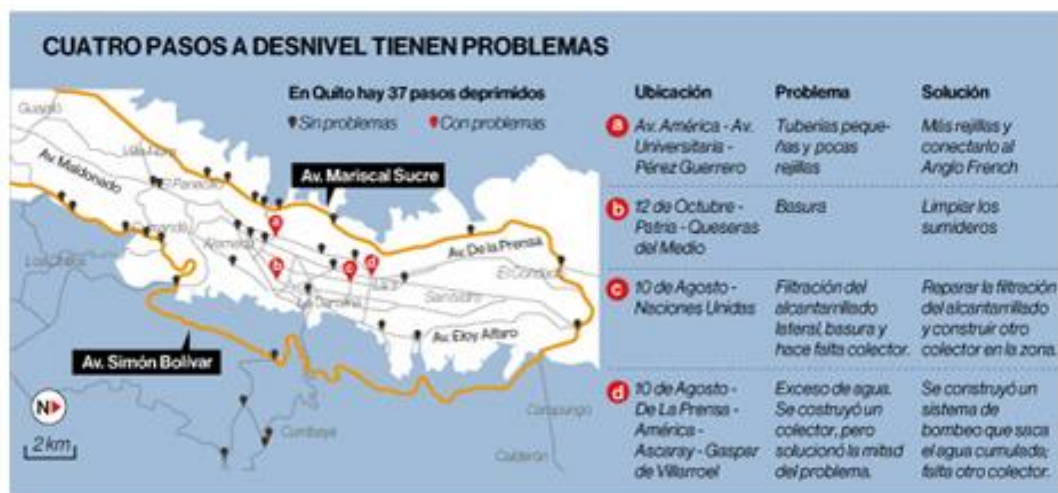 CUATRO PASOS A DESNIVEL TIENEN PROBLEMAS
En Quito hay 37 pasos deprimidos
Sin problemas
Con problemas
Av. Maldonado
El Panecillo
Av. Mariscal Sucre
Av. De la Prensa
Av. Eloy Alfaro
Av. Simón Bolívar
Cumbayá
Carapungo
Calderón
a
b
c
d
N
2 km
Ubicación
Problema
Solución
a
Av. América - Av.
Universitaria -
Pérez Guerrero
Tuberías peque-
ñas y pocas
rejillas
Más rejillas y
conectarlo al
Anglo French
b
12 de Octubre -
Patria - Queseras
del Medio
Basura
Limpiar los
sumideros
c
10 de Agosto -
Naciones Unidas
Filtración del
alcantarillado
lateral, basura y
hace falta colector.
Reparar la filtración
del alcantarillado
y construir otro
colector en la zona.
d
10 de Agosto -
De La Prensa -
América -
Ascaray - Gaspar
de Villarroel
Exceso de agua.
Se costruyó un
colector, pero
solucionó la mitad
del problema.
Se construyó un
sistema de
bombeo que saca
el agua cumulada;
falta otro colector.